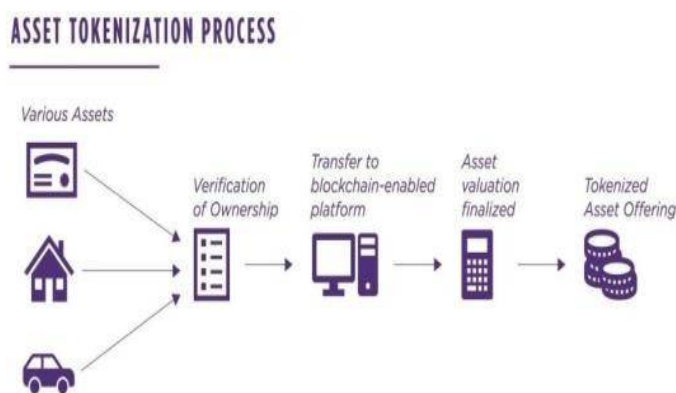 ASSET TOKENIZATION PROCESS
Various Assets
Verification
of Ownership
Transfer to
blockchain-enabled
platform
Asset
valuation
finalized
Tokenized
Asset Offering